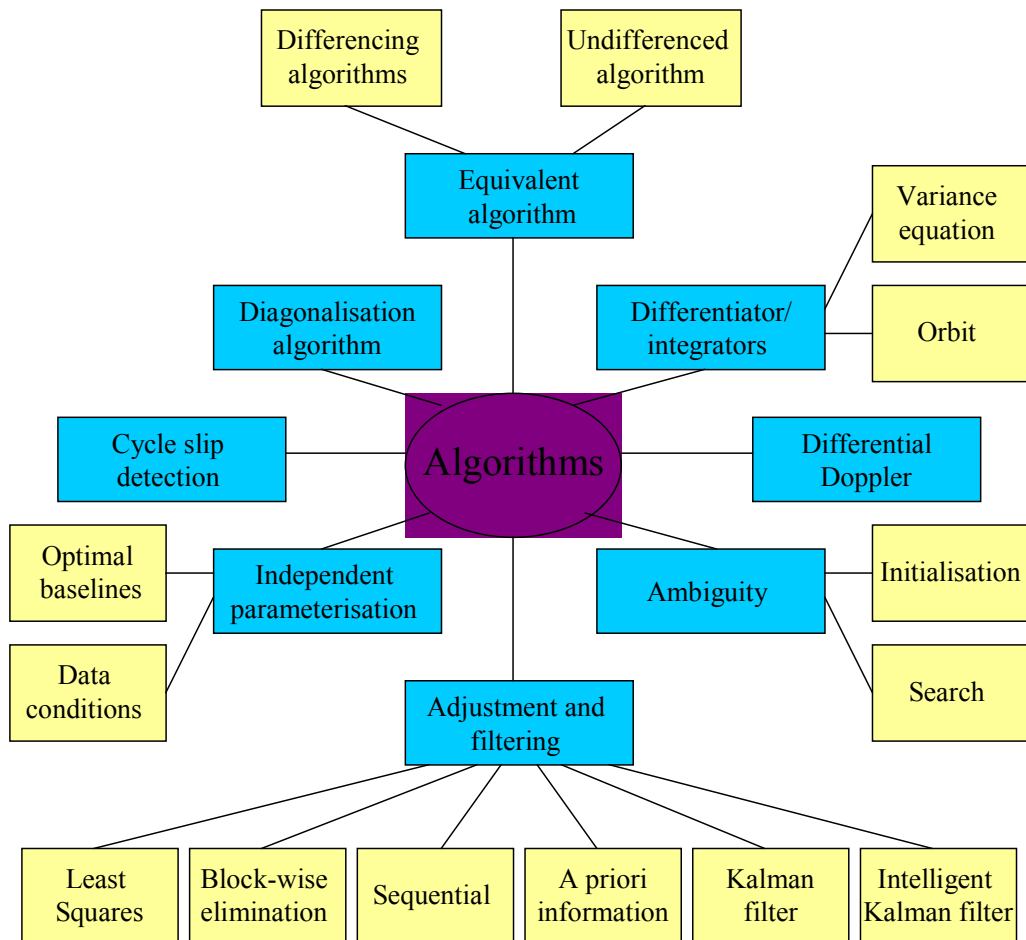 Differencing
algorithms
Undifferenced
algorithm
Equivalent
algorithm
Variance
equation
Diagonalisation
algorithm
Differentiator/
integrators
Orbit
Cycle slip
detection
Algorithms
Differential
Doppler
Optimal
baselines
Independent
parameterisation
Ambiguity
Initialisation
Data
conditions
Search
Adjustment and
filtering
Least
Squares
Block-wise
elimination
Sequential
A priori
information
Kalman
filter
Intelligent
Kalman filter